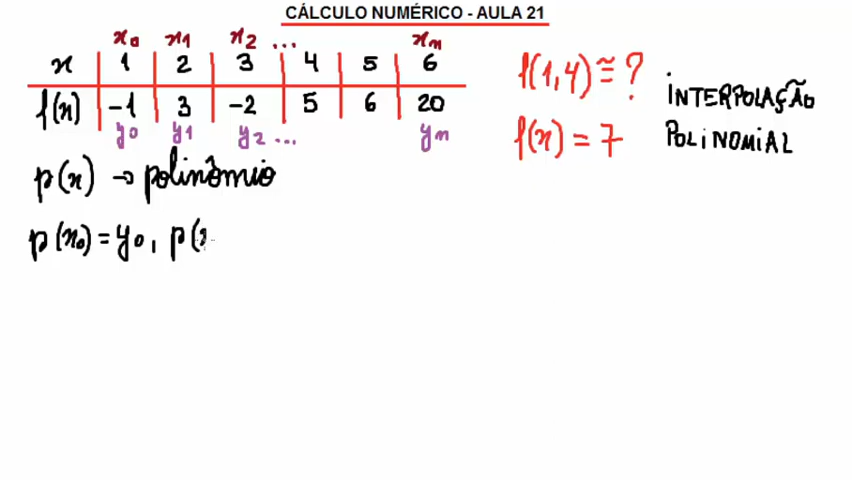 CÁLCULO NUMÉRICO - AULA 21
x0 x1 x2 ... xn
x 1 2 3 4 5 6
f(x) -1 3 -2 5 6 20
y0 y1 y2 ... yn
f(1,4) ≅ ?
f(x) = 7
INTERPOLAÇÃO
POLINOMIAL
p(x) → polinômio
p(x0) = y0, p(x